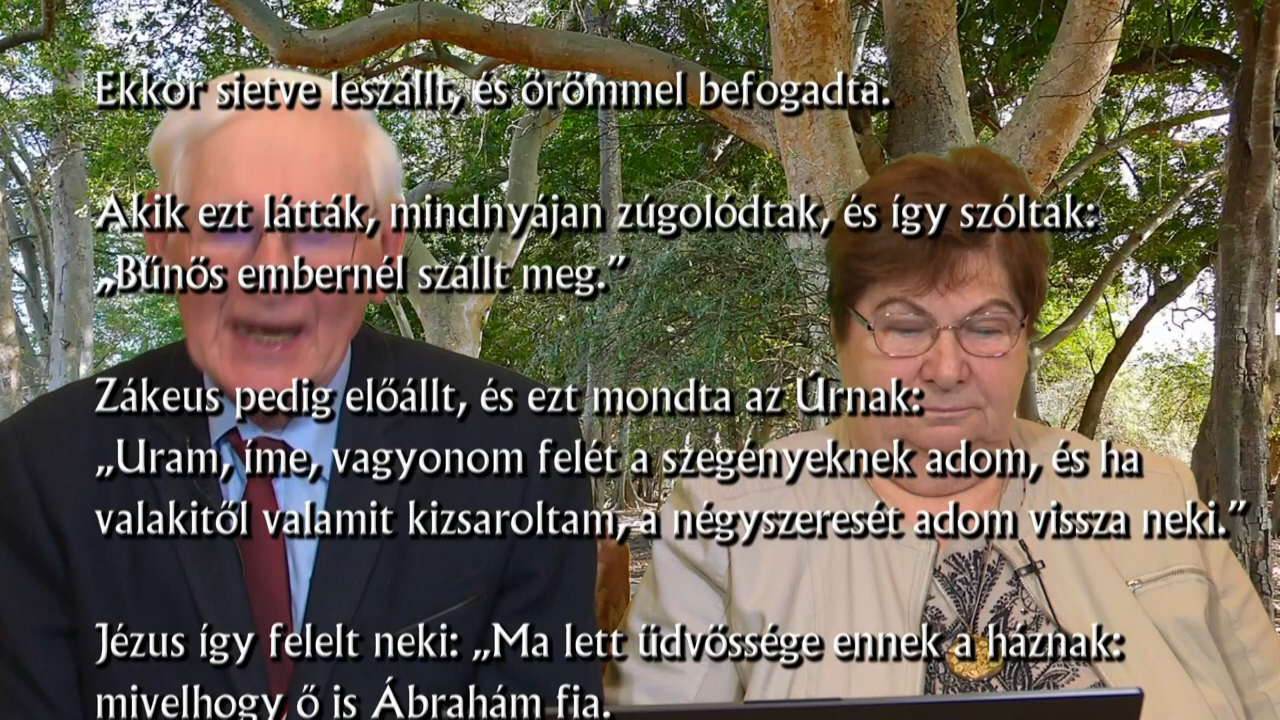 Ekkor sietve leszállt, és örömmel befogadta.
Akik ezt látták, mindnyájan zúgolódtak, és így szóltak:
„Bűnös embernél szállt meg.”
Zákeus pedig előállt, és ezt mondta az Úrnak:
„Uram, íme, vagyonom felét a szegényeknek adom, és ha
valakitől valamit kizsaroltam, a négyszeresét adom vissza neki.”
Jézus így felelt neki: „Ma lett üdvössége ennek a háznak:
mivelhogy ő is Ábrahám fia.